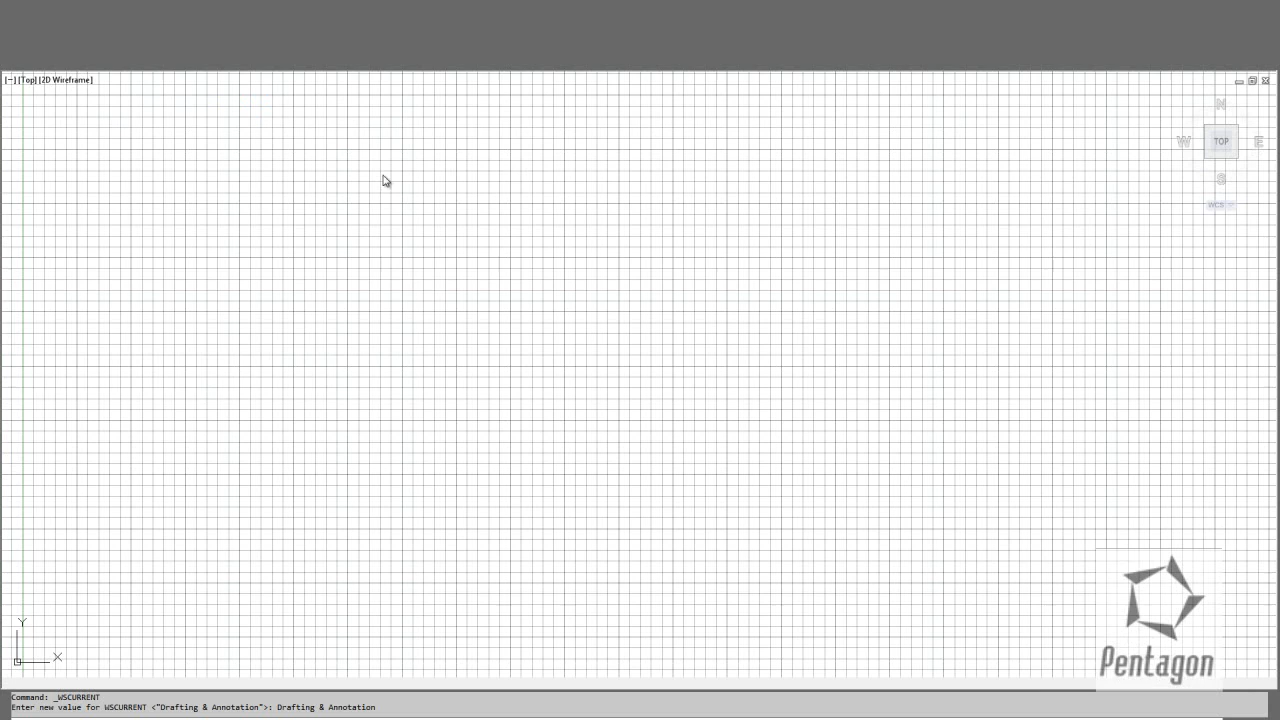 [−][Top][2D Wireframe]
N
W TOP E
S
WCS
Y
X
Pentagon
Command: _WSCURRENT
Enter new value for WSCURRENT <"Drafting & Annotation">: Drafting & Annotation